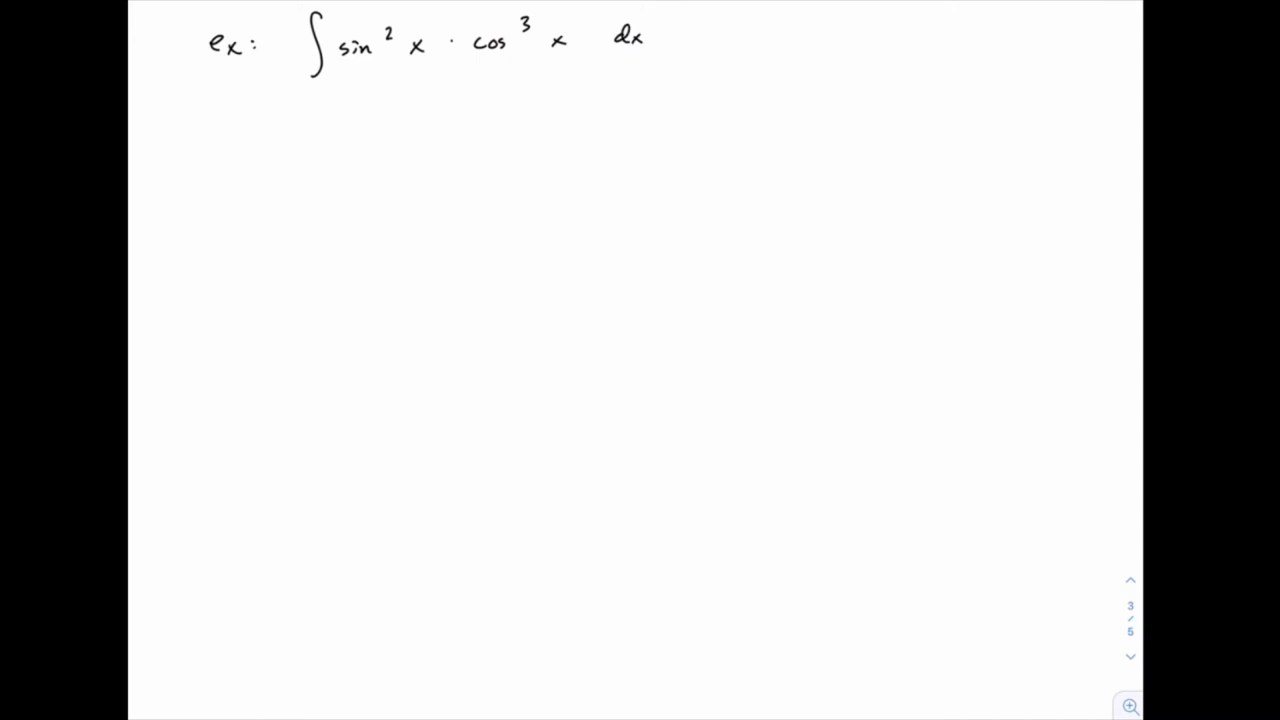 ex: ∫ sin² x · cos³ x dx
3
/
5